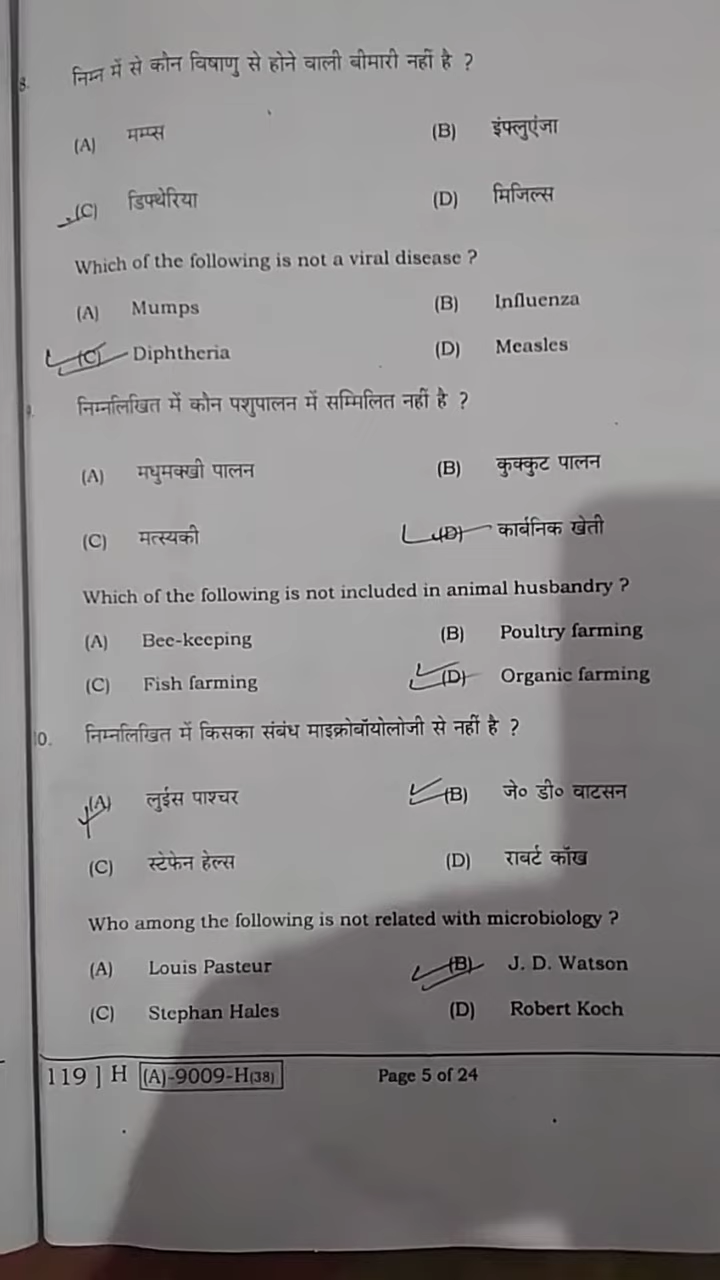 8. निम्न में से कौन विषाणु से होने वाली बीमारी नहीं है ?
(A) मम्प्स (B) इंफ्लुएंजा
(C) डिफ्थेरिया (D) मिजिल्स
Which of the following is not a viral disease ?
(A) Mumps (B) Influenza
(C) Diphtheria (D) Measles
निम्नलिखित में कौन पशुपालन में सम्मिलित नहीं है ?
(A) मधुमक्खी पालन (B) कुक्कुट पालन
(C) मत्स्यकी (D) कार्बनिक खेती
Which of the following is not included in animal husbandry ?
(A) Bee-keeping (B) Poultry farming
(C) Fish farming (D) Organic farming
0. निम्नलिखित में किसका संबंध माइक्रोबॉयोलोजी से नहीं है ?
(A) लुईस पाश्चर (B) जे० डी० वाटसन
(C) स्टेफेन हेल्स (D) राबर्ट कॉख
Who among the following is not related with microbiology ?
(A) Louis Pasteur (B) J. D. Watson
(C) Stephan Hales (D) Robert Koch
119 ] H (A)-9009-H(38) Page 5 of 24